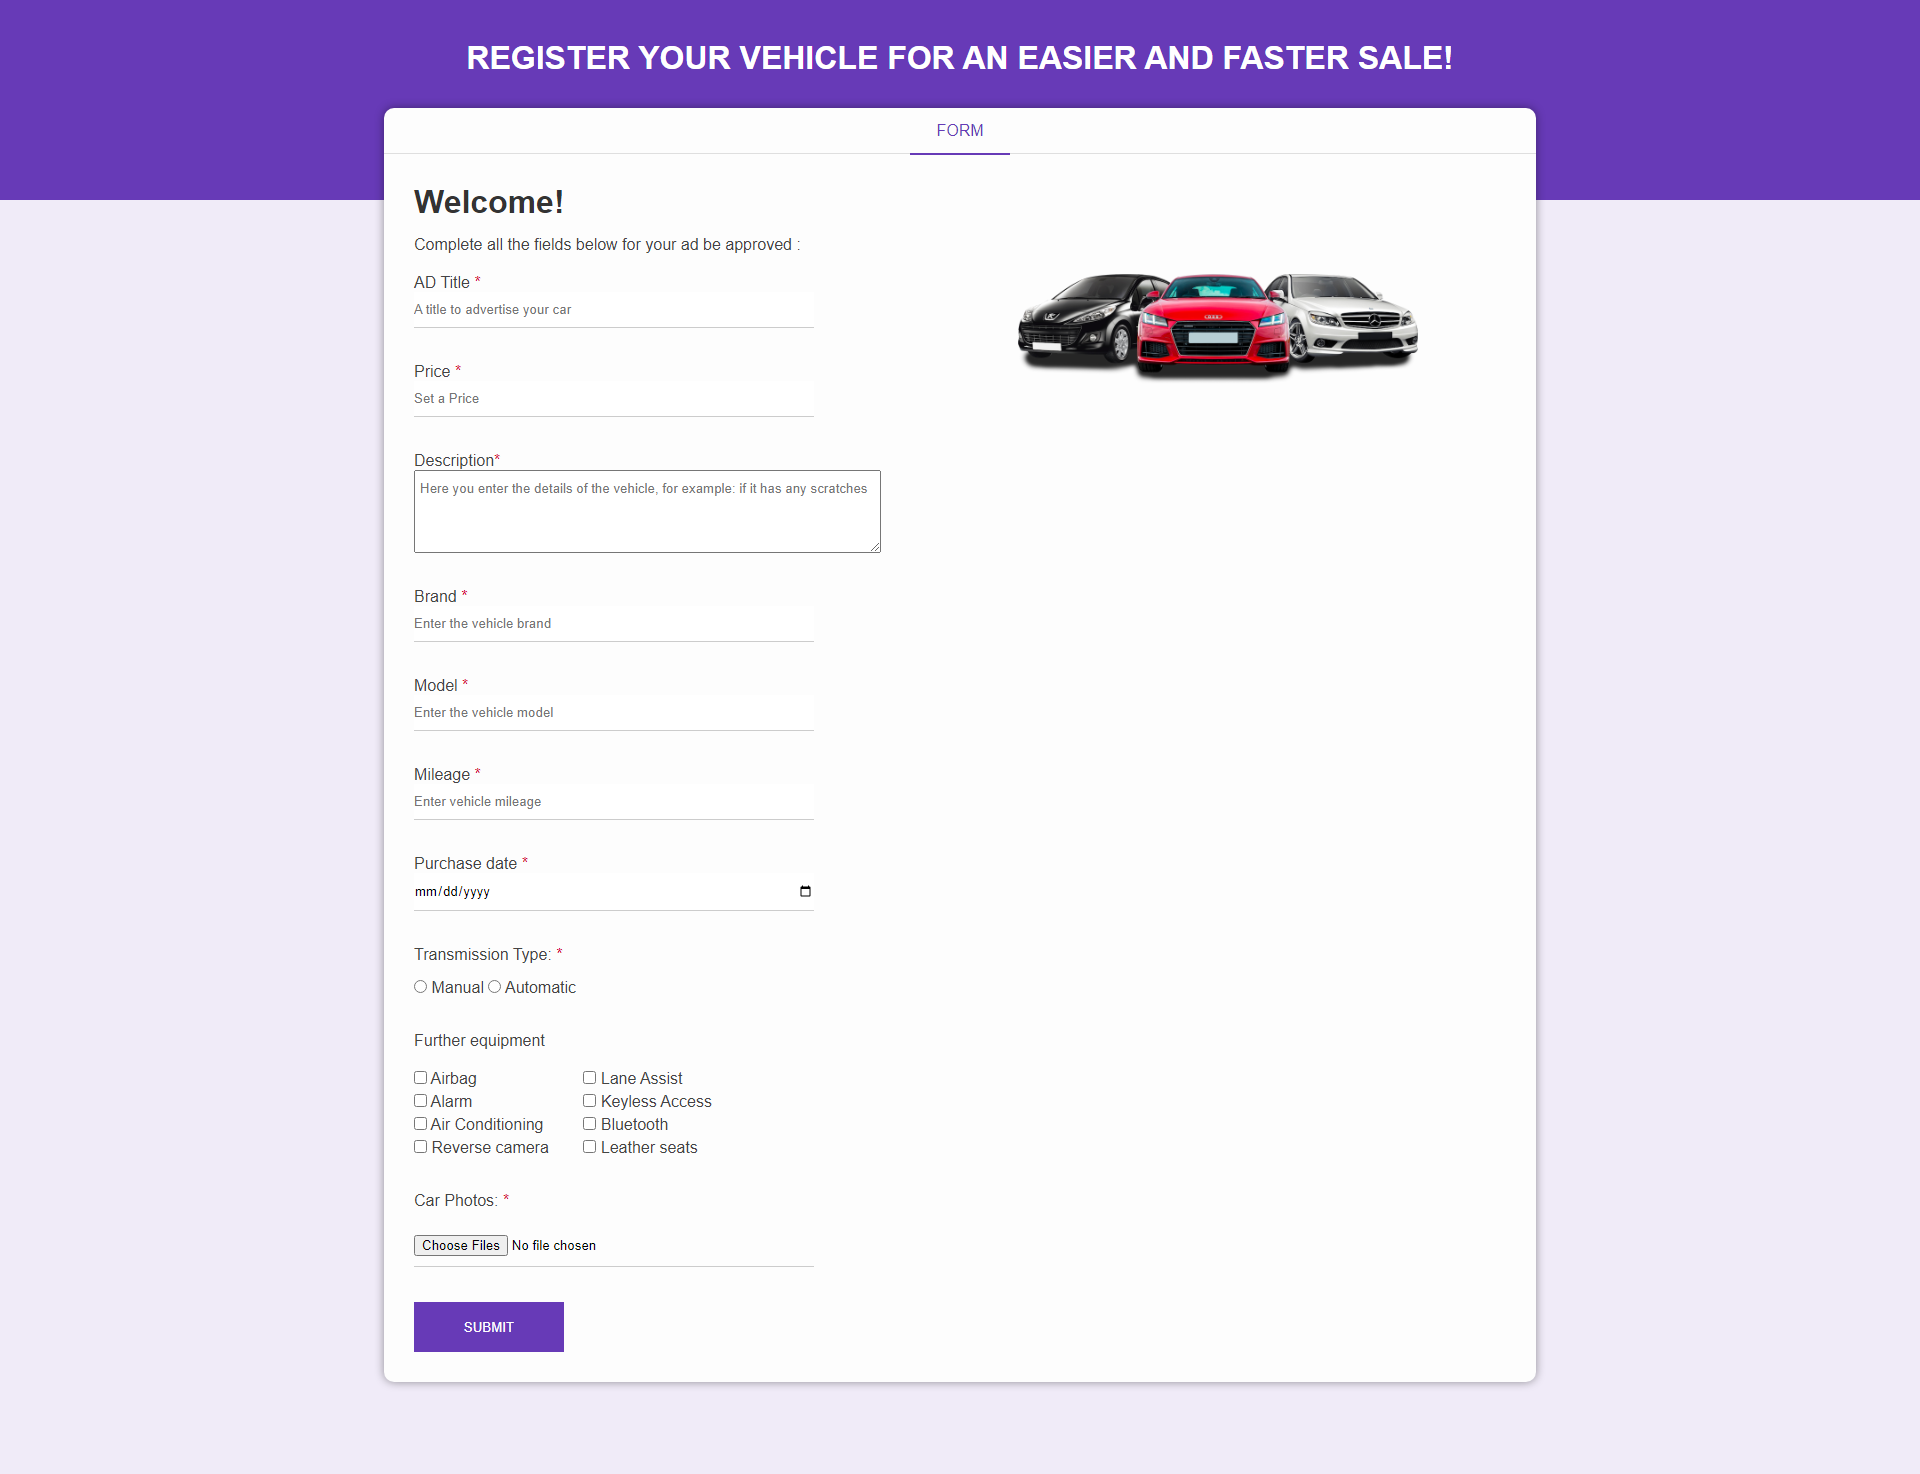 REGISTER YOUR VEHICLE FOR AN EASIER AND FASTER SALE!
FORM
Welcome!
Complete all the fields below for your ad be approved :
AD Title *
A title to advertise your car
Price *
Set a Price
Description*
Here you enter the details of the vehicle, for example: if it has any scratches
Brand *
Enter the vehicle brand
Model *
Enter the vehicle model
Mileage *
Enter vehicle mileage
Purchase date *
mm/dd/yyyy
Transmission Type: *
Manual Automatic
Further equipment
Airbag Lane Assist
Alarm Keyless Access
Air Conditioning Bluetooth
Reverse camera Leather seats
Car Photos: *
Choose Files No file chosen
SUBMIT